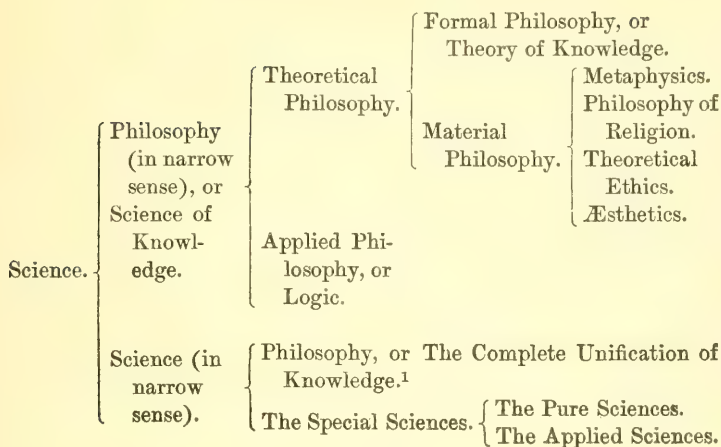 Science.
Philosophy
(in narrow
sense), or
Science of
Knowl-
edge.
Theoretical
Philosophy.
Formal Philosophy, or
Theory of Knowledge.
Material
Philosophy.
Metaphysics.
Philosophy of
Religion.
Theoretical
Ethics.
Æsthetics.
Applied Phi-
losophy, or
Logic.
Science (in
narrow
sense).
Philosophy, or The Complete Unification of
Knowledge.¹
The Special Sciences.
The Pure Sciences.
The Applied Sciences.